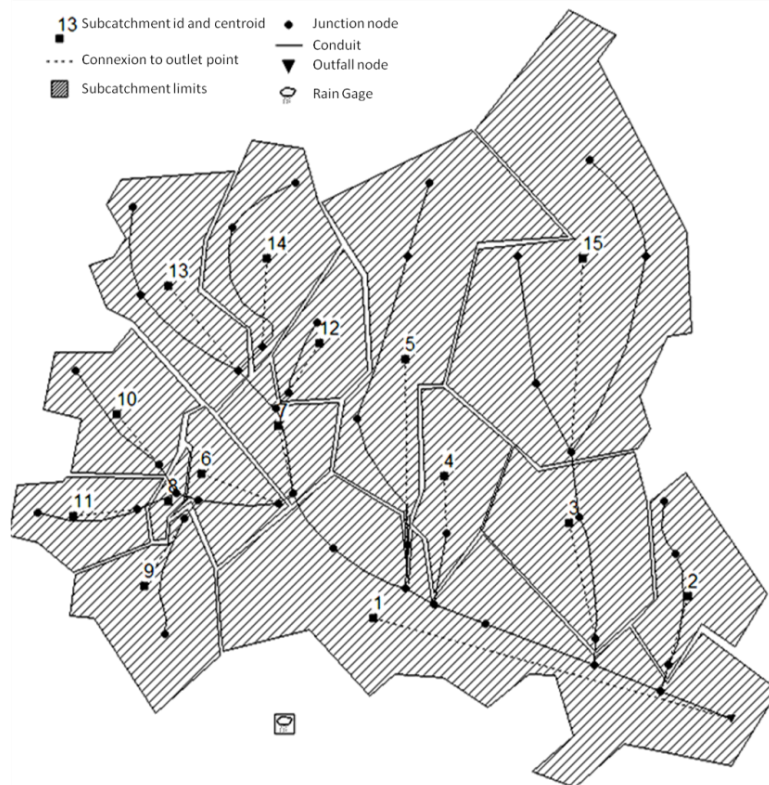 13 Subcatchment id and centroid
Junction node
Conduit
Connexion to outlet point
Outfall node
Subcatchment limits
Rain Gage
14
15
13
12
5
10
7
4
6
8
11
3
9
2
1